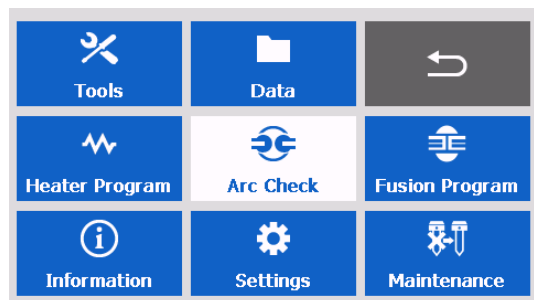 Tools
Data
Heater Program
Arc Check
Fusion Program
Information
Settings
Maintenance